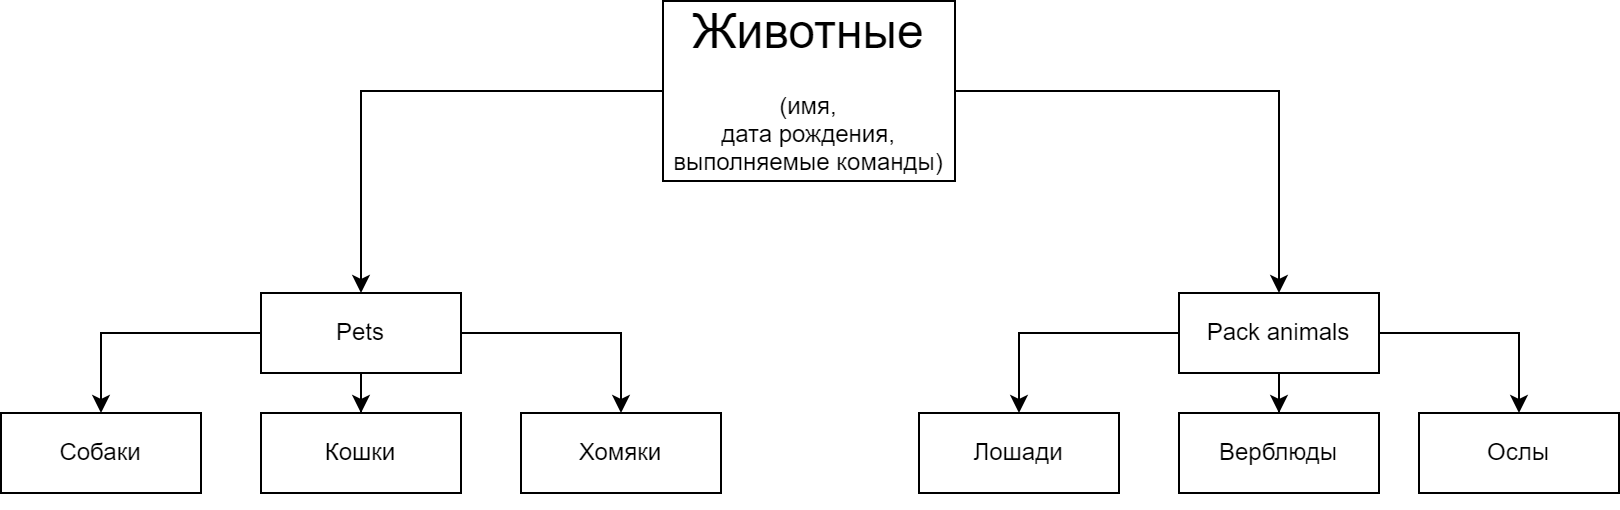 Животные
(имя,
дата рождения,
выполняемые команды)
Pets
Pack animals
Собаки
Кошки
Хомяки
Лошади
Верблюды
Ослы